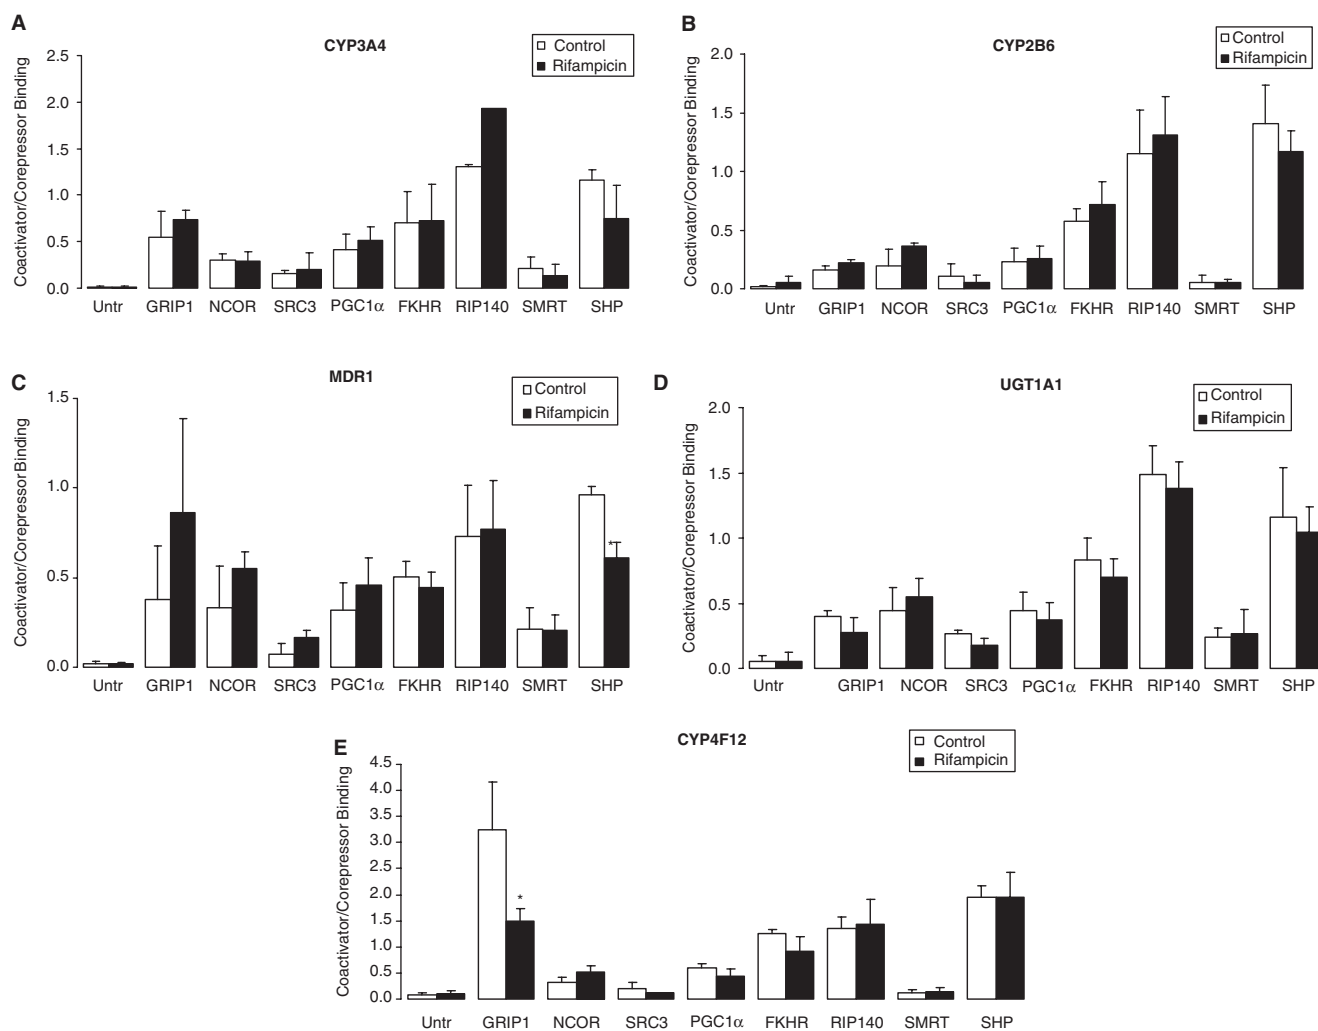 A
CYP3A4
Control
Rifampicin
Coactivator/Corepressor Binding
2.5
2.0
1.5
1.0
0.5
0.0
Untr GRIP1 NCOR SRC3 PGC1α FKHR RIP140 SMRT SHP
B
CYP2B6
Control
Rifampicin
Coactivator/Corepressor Binding
2.0
1.5
1.0
0.5
0.0
Untr GRIP1 NCOR SRC3 PGC1α FKHR RIP140 SMRT SHP
C
MDR1
Control
Rifampicin
Coactivator/Corepressor Binding
1.5
1.0
0.5
0.0
*
Untr GRIP1 NCOR SRC3 PGC1α FKHR RIP140 SMRT SHP
D
UGT1A1
Control
Rifampicin
Coactivator/Corepressor Binding
2.0
1.5
1.0
0.5
0.0
Untr GRIP1 NCOR SRC3 PGC1α FKHR RIP140 SMRT SHP
E
CYP4F12
Control
Rifampicin
Coactivator/Corepressor Binding
4.5
4.0
3.5
3.0
2.5
2.0
1.5
1.0
0.5
0.0
*
Untr GRIP1 NCOR SRC3 PGC1α FKHR RIP140 SMRT SHP